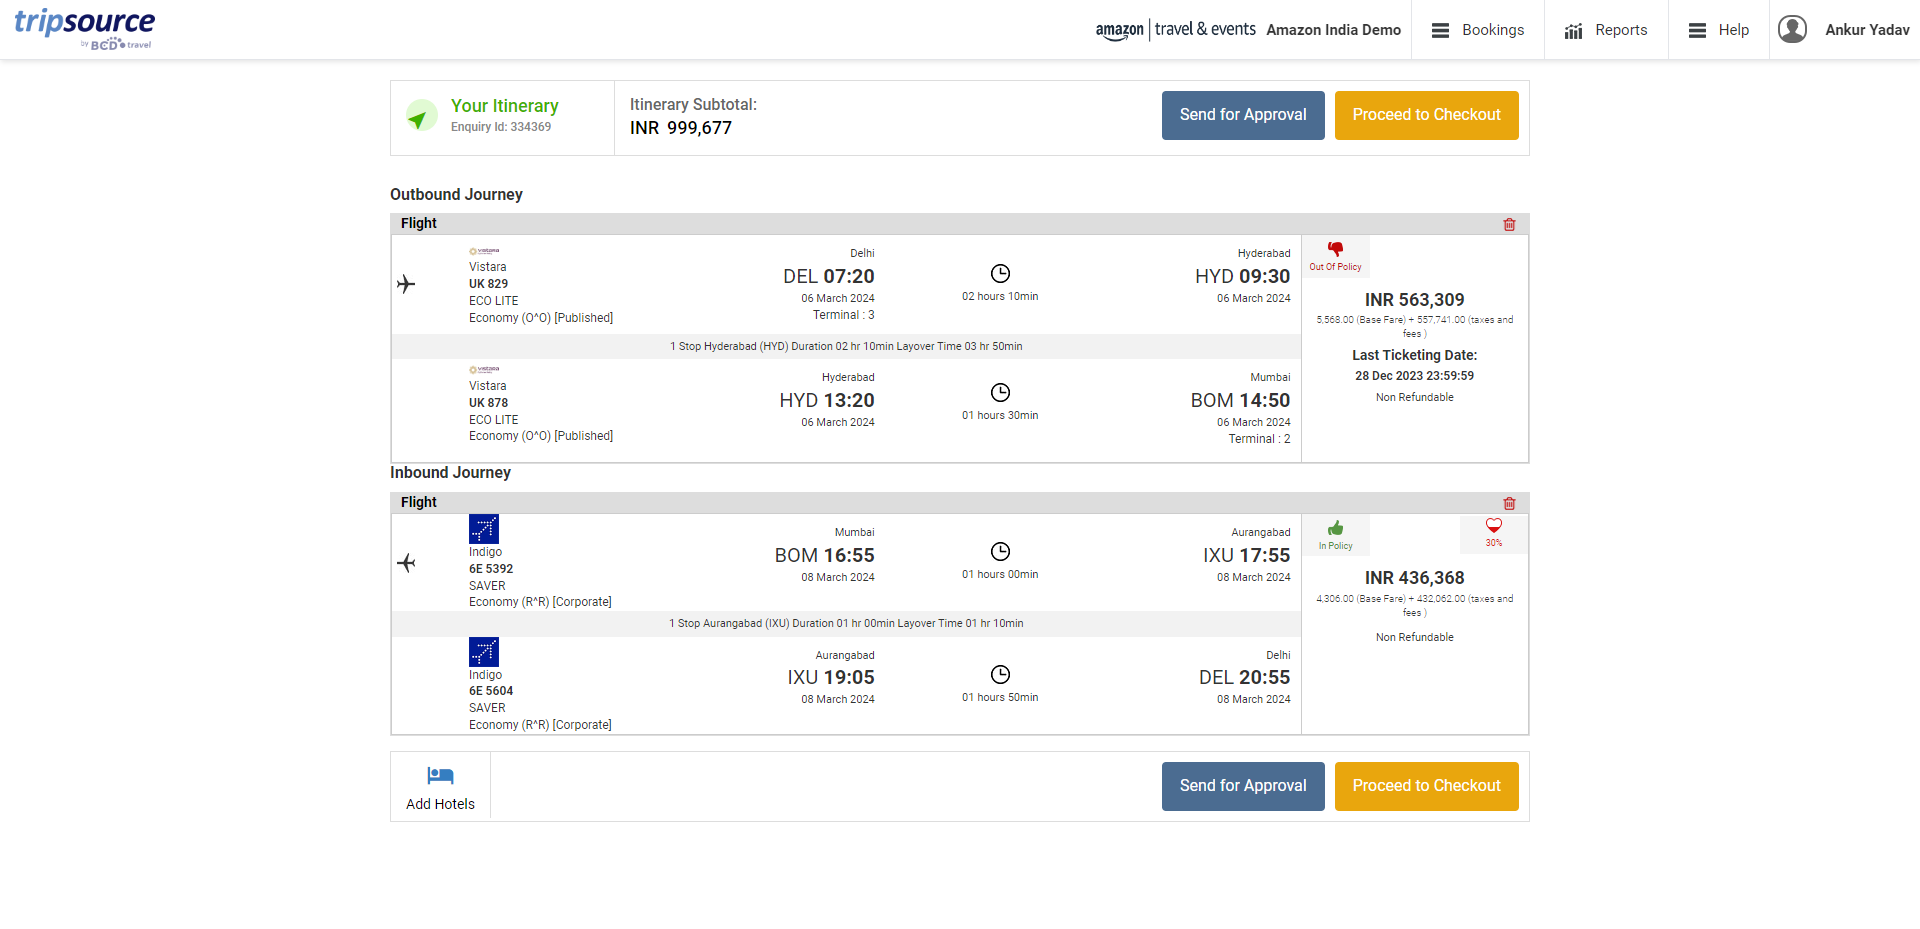 tripsource
by BCD travel
amazon | travel & events Amazon India Demo
Bookings
Reports
Help
Ankur Yadav
Your Itinerary
Enquiry Id: 334369
Itinerary Subtotal:
INR 999,677
Send for Approval
Proceed to Checkout
Outbound Journey
Flight
vistara
Vistara
UK 829
ECO LITE
Economy (O^O) [Published]
Delhi
DEL 07:20
06 March 2024
Terminal : 3
02 hours 10min
Hyderabad
HYD 09:30
06 March 2024
Out Of Policy
INR 563,309
5,568.00 (Base Fare) + 557,741.00 (taxes and
fees )
Last Ticketing Date:
28 Dec 2023 23:59:59
Non Refundable
1 Stop Hyderabad (HYD) Duration 02 hr 10min Layover Time 03 hr 50min
vistara
Vistara
UK 878
ECO LITE
Economy (O^O) [Published]
Hyderabad
HYD 13:20
06 March 2024
01 hours 30min
Mumbai
BOM 14:50
06 March 2024
Terminal : 2
Inbound Journey
Flight
Indigo
6E 5392
SAVER
Economy (R^R) [Corporate]
Mumbai
BOM 16:55
08 March 2024
01 hours 00min
Aurangabad
IXU 17:55
08 March 2024
In Policy
30%
INR 436,368
4,306.00 (Base Fare) + 432,062.00 (taxes and
fees )
Non Refundable
1 Stop Aurangabad (IXU) Duration 01 hr 00min Layover Time 01 hr 10min
Indigo
6E 5604
SAVER
Economy (R^R) [Corporate]
Aurangabad
IXU 19:05
08 March 2024
01 hours 50min
Delhi
DEL 20:55
08 March 2024
Add Hotels
Send for Approval
Proceed to Checkout